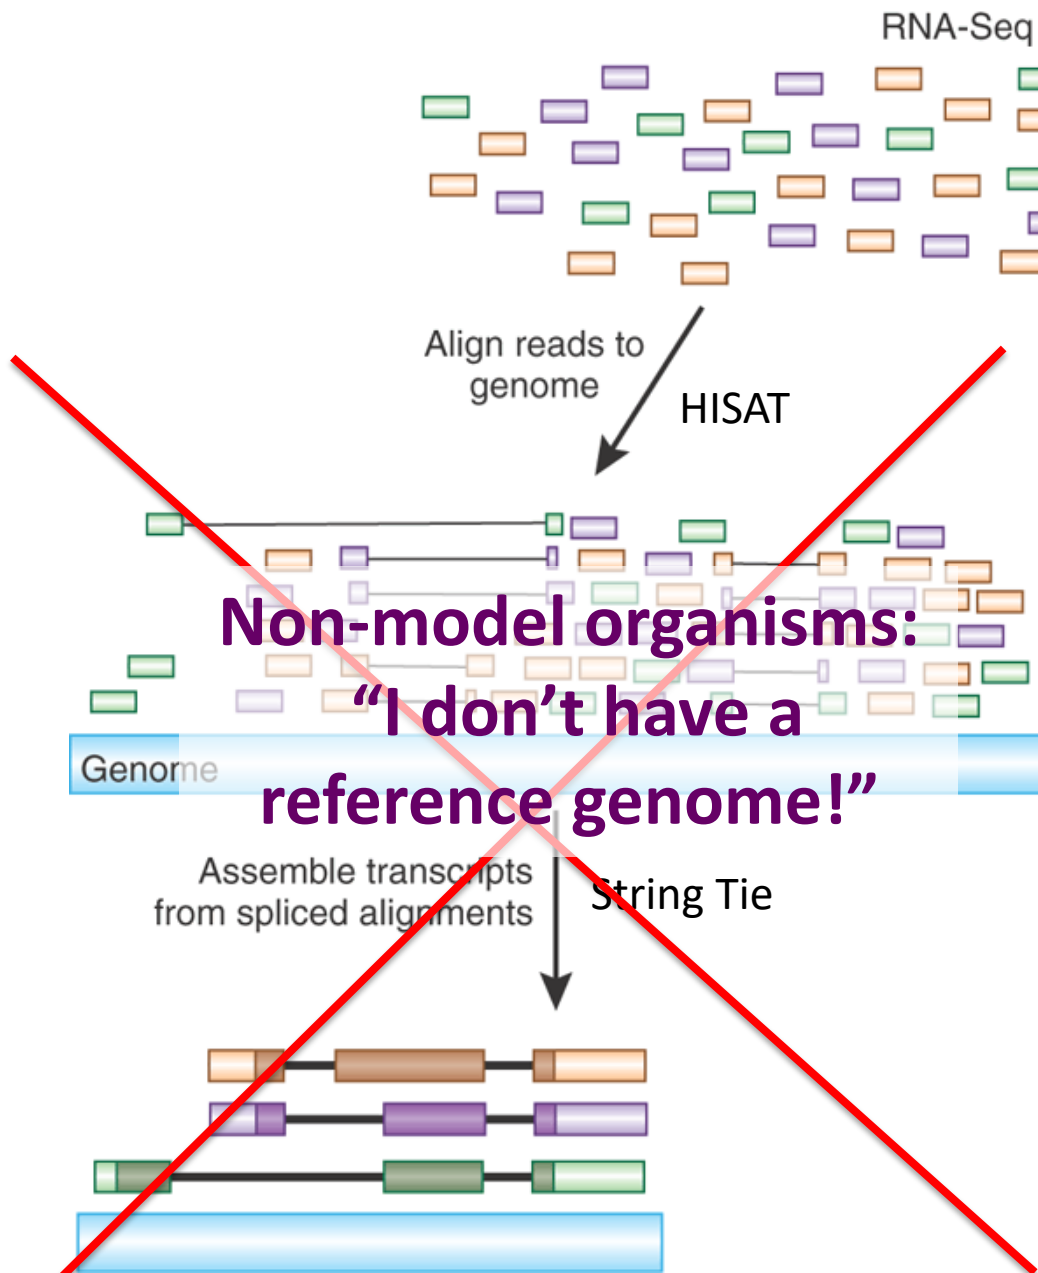 RNA-Seq
Align reads to
genome
HISAT
Non-model organisms:
“I don’t have a
Genome
reference genome!”
Assemble transcripts
from spliced alignments
String Tie